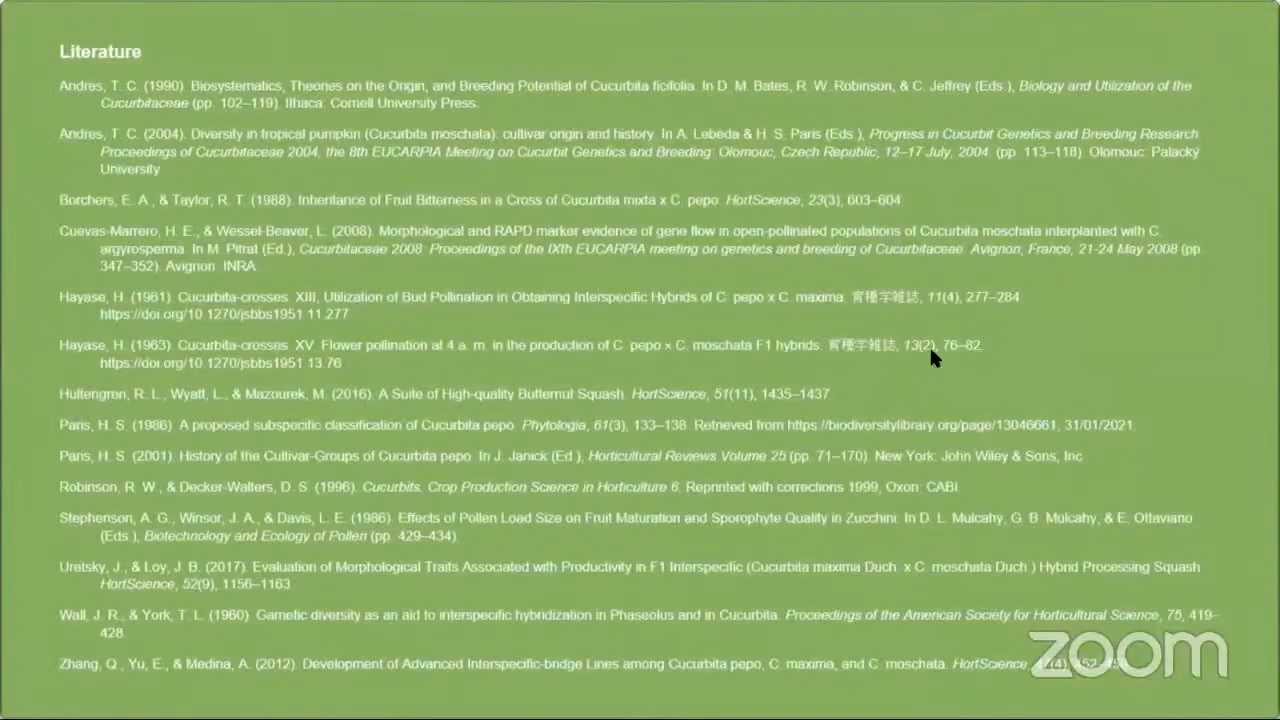 Literature
Andres, T. C. (1990). Biosystematics, Theories on the Origin, and Breeding Potential of Cucurbita ficifolia. In D. M. Bates, R. W. Robinson, & C. Jeffrey (Eds.), Biology and Utilization of the
Cucurbitaceae (pp. 102–119). Ithaca: Cornell University Press.
Andres, T. C. (2004). Diversity in tropical pumpkin (Cucurbita moschata): cultivar origin and history. In A. Lebeda & H. S. Paris (Eds.), Progress in Cucurbit Genetics and Breeding Research
Proceedings of Cucurbitaceae 2004, the 8th EUCARPIA Meeting on Cucurbit Genetics and Breeding: Olomouc, Czech Republic, 12–17 July, 2004. (pp. 113–118). Olomouc: Palacký
University
Borchers, E. A., & Taylor, R. T. (1988). Inheritance of Fruit Bitterness in a Cross of Cucurbita mixta x C. pepo. HortScience, 23(3), 603–604.
Cuevas-Marrero, H. E., & Wessel-Beaver, L. (2008). Morphological and RAPD marker evidence of gene flow in open-pollinated populations of Cucurbita moschata interplanted with C.
argyrosperma. In M. Pitrat (Ed.), Cucurbitaceae 2008: Proceedings of the IXth EUCARPIA meeting on genetics and breeding of Cucurbitaceae. Avignon, France, 21-24 May 2008 (pp.
347–352). Avignon: INRA.
Hayase, H. (1961). Cucurbita-crosses. XIII, Utilization of Bud Pollination in Obtaining Interspecific Hybrids of C. pepo x C. maxima. 育種学雑誌, 11(4), 277–284.
https://doi.org/10.1270/jsbbs1951.11.277
Hayase, H. (1963). Cucurbita-crosses. XV. Flower pollination at 4 a. m. in the production of C. pepo × C. moschata F1 hybrids. 育種学雑誌, 13(2), 76–82.
https://doi.org/10.1270/jsbbs1951.13.76
Hultengren, R. L., Wyatt, L., & Mazourek, M. (2016). A Suite of High-quality Butternut Squash. HortScience, 51(11), 1435–1437.
Paris, H. S. (1986). A proposed subspecific classification of Cucurbita pepo. Phytologia, 61(3), 133–138. Retrieved from https://biodiversitylibrary.org/page/13046661, 31/01/2021.
Paris, H. S. (2001). History of the Cultivar-Groups of Cucurbita pepo. In J. Janick (Ed.), Horticultural Reviews Volume 25 (pp. 71–170). New York: John Wiley & Sons, Inc.
Robinson, R. W., & Decker-Walters, D. S. (1996). Cucurbits. Crop Production Science in Horticulture 6. Reprinted with corrections 1999, Oxon: CABI.
Stephenson, A. G., Winsor, J. A., & Davis, L. E. (1986). Effects of Pollen Load Size on Fruit Maturation and Sporophyte Quality in Zucchini. In D. L. Mulcahy, G. B. Mulcahy, & E. Ottaviano
(Eds.), Biotechnology and Ecology of Pollen (pp. 429–434).
Uretsky, J., & Loy, J. B. (2017). Evaluation of Morphological Traits Associated with Productivity in F1 Interspecific (Cucurbita maxima Duch. x C. moschata Duch.) Hybrid Processing Squash
HortScience, 52(9), 1156–1163.
Wall, J. R., & York, T. L. (1960). Gametic diversity as an aid to interspecific hybridization in Phaseolus and in Cucurbita. Proceedings of the American Society for Horticultural Science, 75, 419–
428.
Zhang, Q., Yu, E., & Medina, A. (2012). Development of Advanced Interspecific-bridge Lines among Cucurbita pepo, C. maxima, and C. moschata. HortScience,
zoom